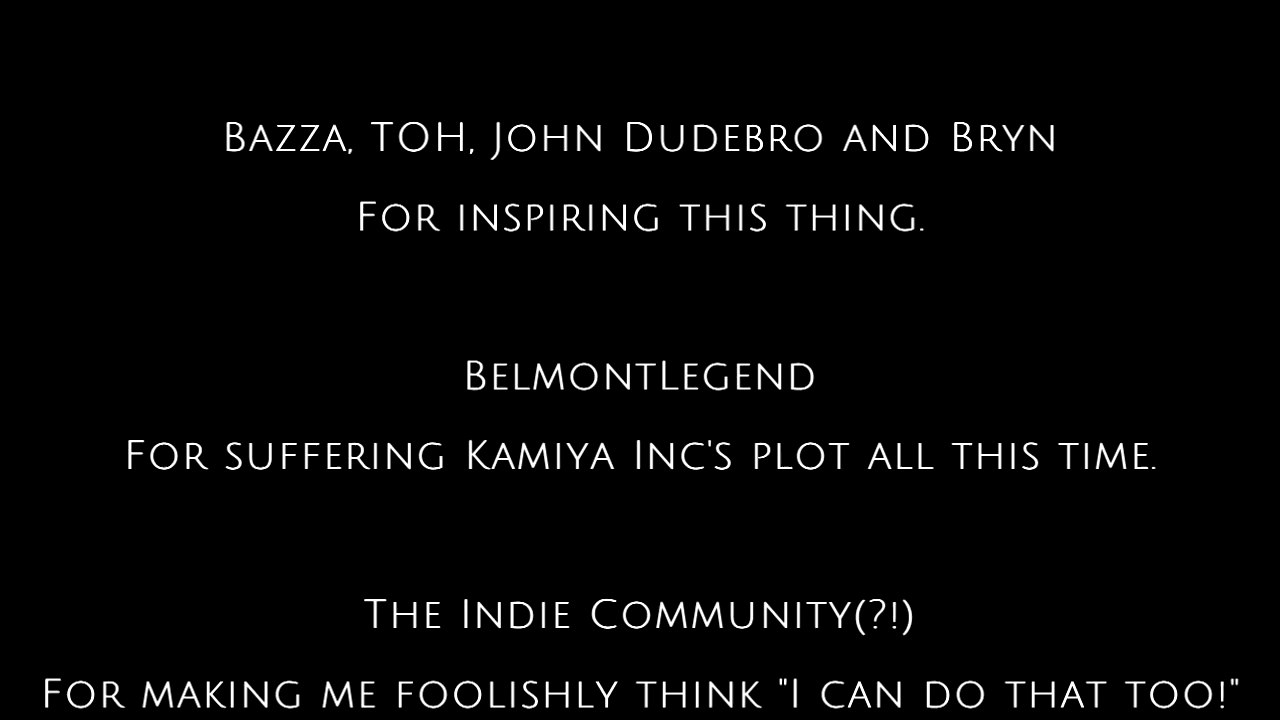 Bazza, TOH, John Dudebro and Bryn
For inspiring this thing.
BelmontLegend
For suffering Kamiya Inc's plot all this time.
The Indie Community(?!)
For making me foolishly think "I can do that too!"